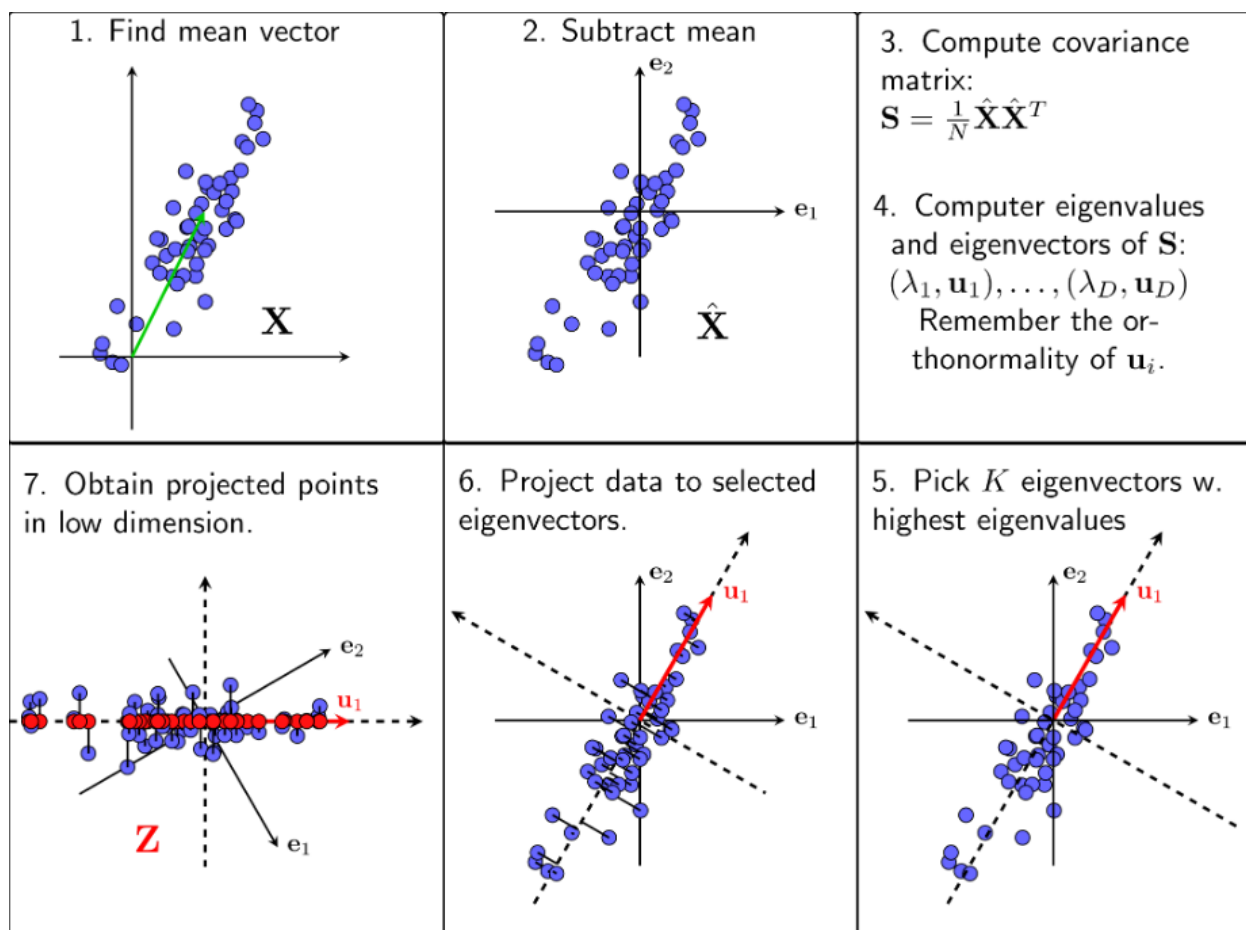 1. Find mean vector
X
2. Subtract mean
e₂
e₁
X̂
3. Compute covariance
matrix:
S = 1/N X̂X̂ᵀ
4. Computer eigenvalues
and eigenvectors of S:
(λ₁, u₁), . . . , (λ_D, u_D)
Remember the or-
thonormality of uᵢ.
5. Pick K eigenvectors w.
highest eigenvalues
e₂
u₁
e₁
6. Project data to selected
eigenvectors.
e₂
u₁
e₁
7. Obtain projected points
in low dimension.
e₂
u₁
Z
e₁